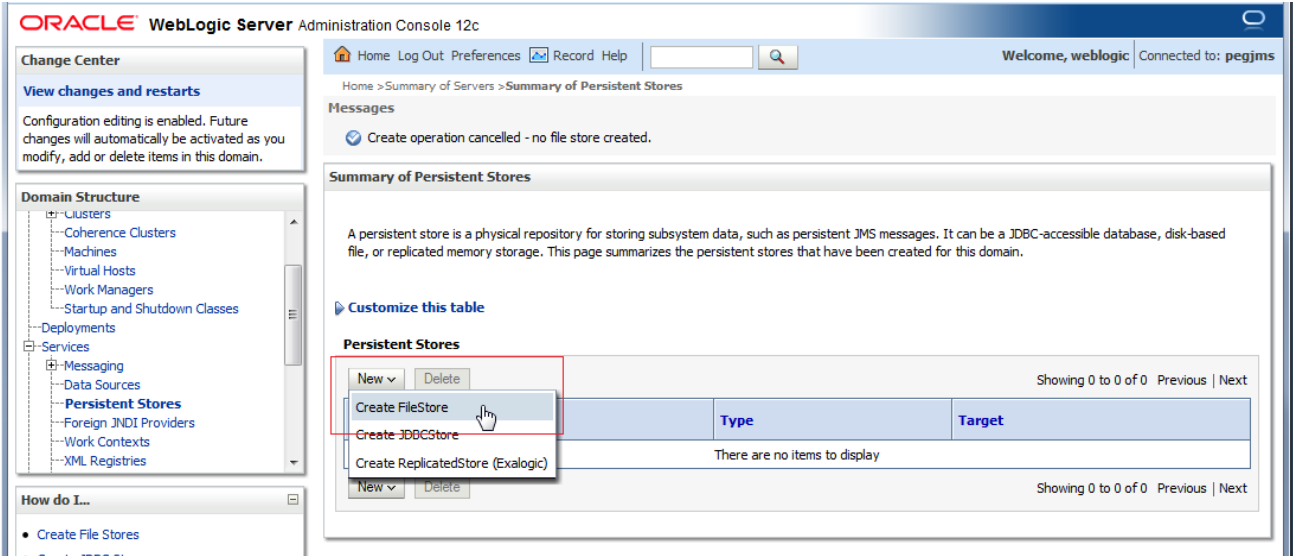 ORACLE WebLogic Server Administration Console 12c
Change Center
View changes and restarts
Configuration editing is enabled. Future
changes will automatically be activated as you
modify, add or delete items in this domain.
Domain Structure
Clusters
Coherence Clusters
Machines
Virtual Hosts
Work Managers
Startup and Shutdown Classes
Deployments
Services
Messaging
Data Sources
Persistent Stores
Foreign JNDI Providers
Work Contexts
XML Registries
How do I...
Create File Stores
Home Log Out Preferences Record Help
Welcome, weblogic Connected to: pegjms
Home >Summary of Servers >Summary of Persistent Stores
Messages
Create operation cancelled - no file store created.
Summary of Persistent Stores
A persistent store is a physical repository for storing subsystem data, such as persistent JMS messages. It can be a JDBC-accessible database, disk-based
file, or replicated memory storage. This page summarizes the persistent stores that have been created for this domain.
Customize this table
Persistent Stores
New Delete
Showing 0 to 0 of 0 Previous | Next
Create FileStore
Create JDBCStore
Create ReplicatedStore (Exalogic)
Type Target
There are no items to display
New Delete
Showing 0 to 0 of 0 Previous | Next